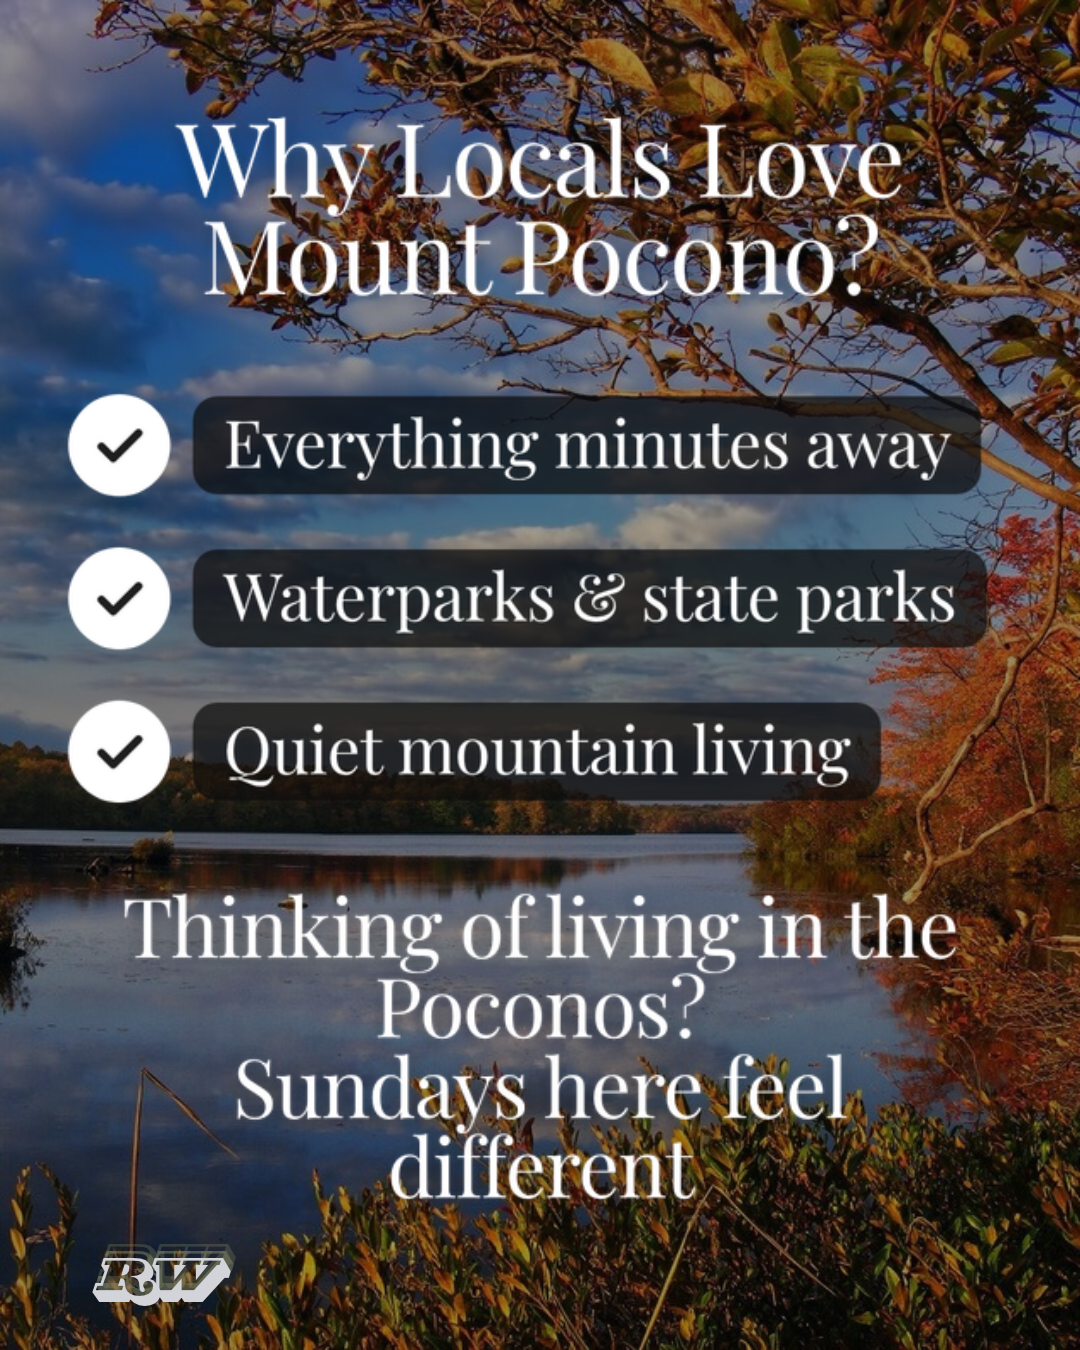 Why Locals Love
Mount Pocono?
Everything minutes away
Waterparks & state parks
Quiet mountain living
Thinking of living in the
Poconos?
Sundays here feel
different
RW